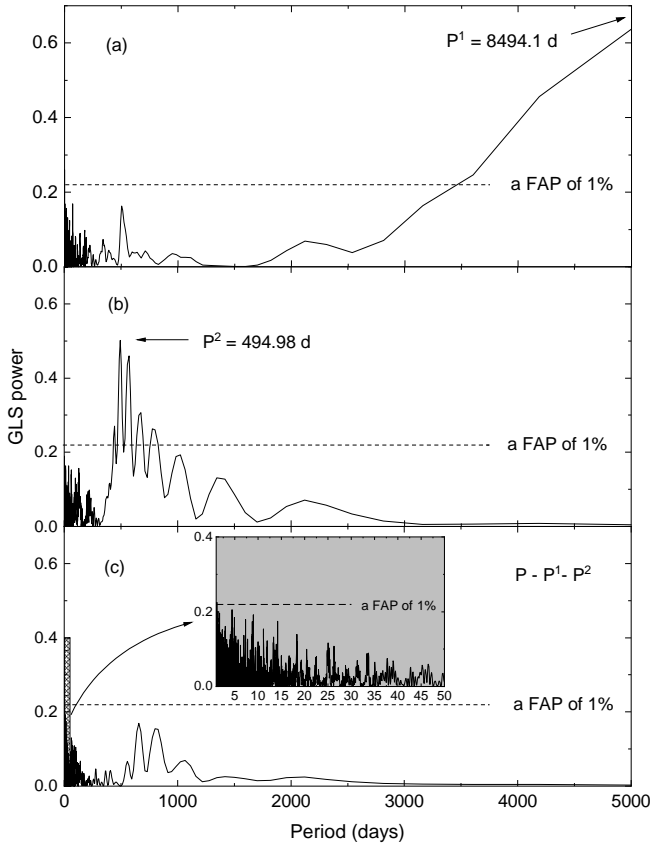 0.6
(a)
P¹ = 8494.1 d
0.4
0.2
a FAP of 1%
0.0
0.6
(b)
P² = 494.98 d
0.4
GLS power
a FAP of 1%
0.2
0.0
0.6
(c)
0.4
P - P¹- P²
a FAP of 1%
0.2
0.0
5 10 15 20 25 30 35 40 45 50
0.4
0.2
a FAP of 1%
0.0
0 1000 2000 3000 4000 5000
Period (days)